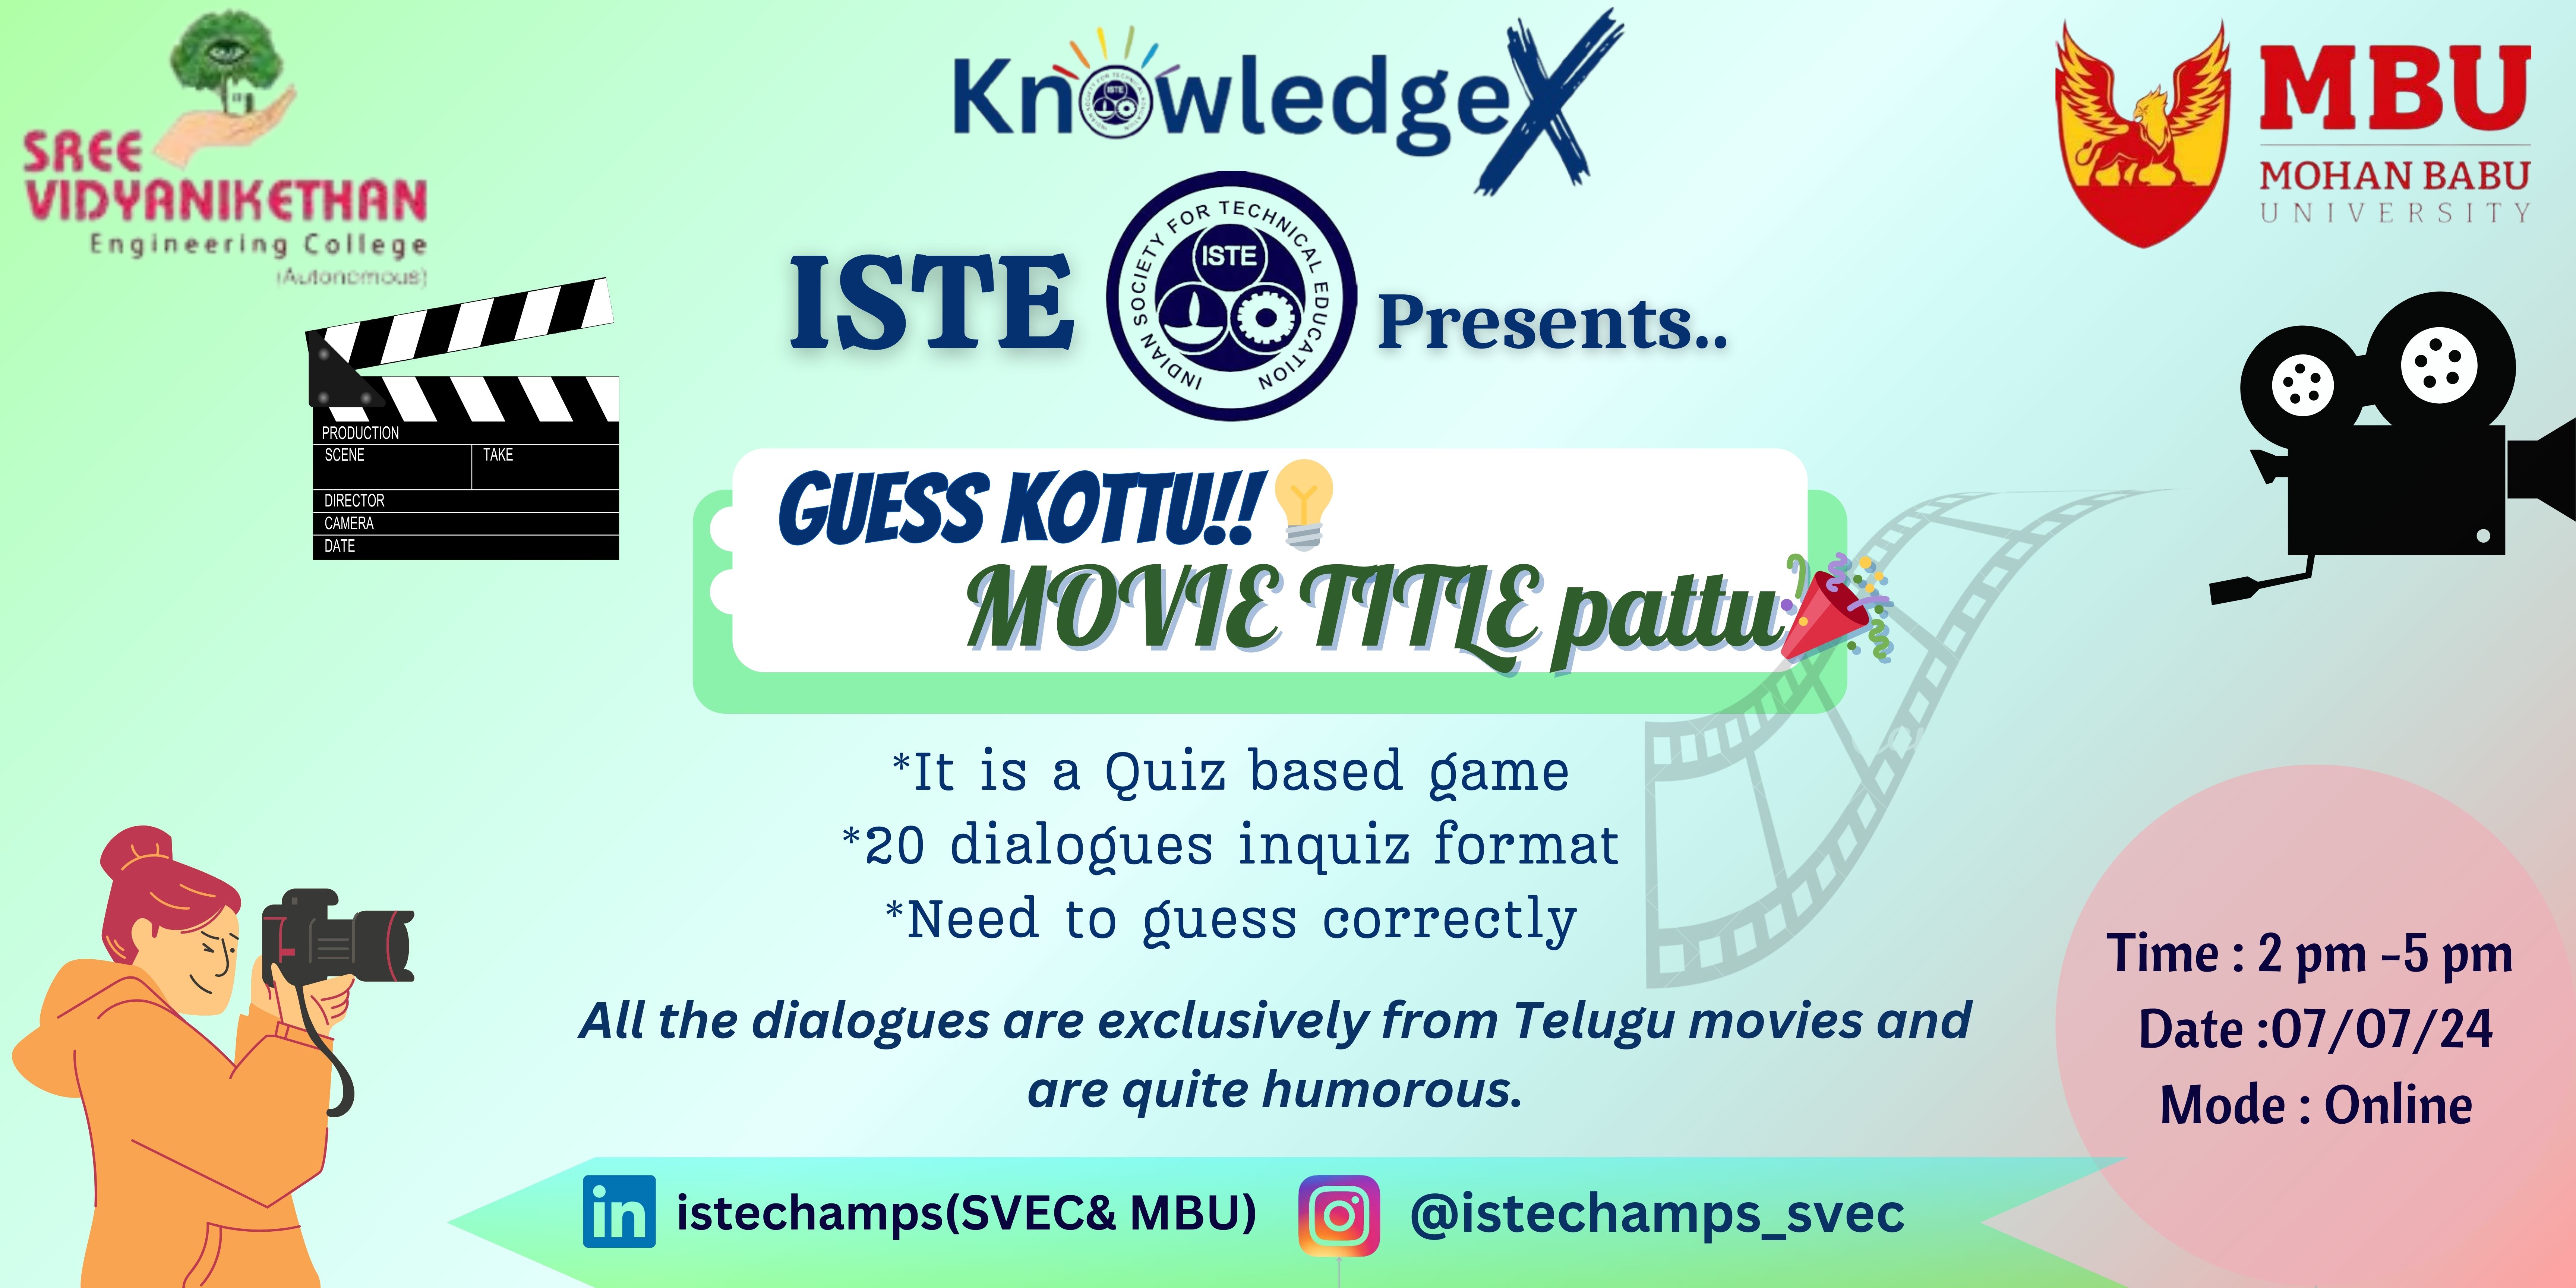 KnowledgeX
SREE
VIDYANIKETHAN
Engineering College
(Autonomous)
MBU
MOHAN BABU
UNIVERSITY
ISTE
INDIAN SOCIETY FOR TECHNICAL EDUCATION
ISTE
Presents..
PRODUCTION
SCENE TAKE
DIRECTOR
CAMERA
DATE
GUESS KOTTU!!
MOVIE TITLE pattu
*It is a Quiz based game
*20 dialogues inquiz format
*Need to guess correctly
All the dialogues are exclusively from Telugu movies and
are quite humorous.
Time : 2 pm -5 pm
Date :07/07/24
Mode : Online
in istechamps(SVEC& MBU) @istechamps_svec